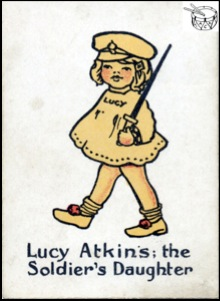 LUCY
Lucy Atkins; the
Soldier's Daughter